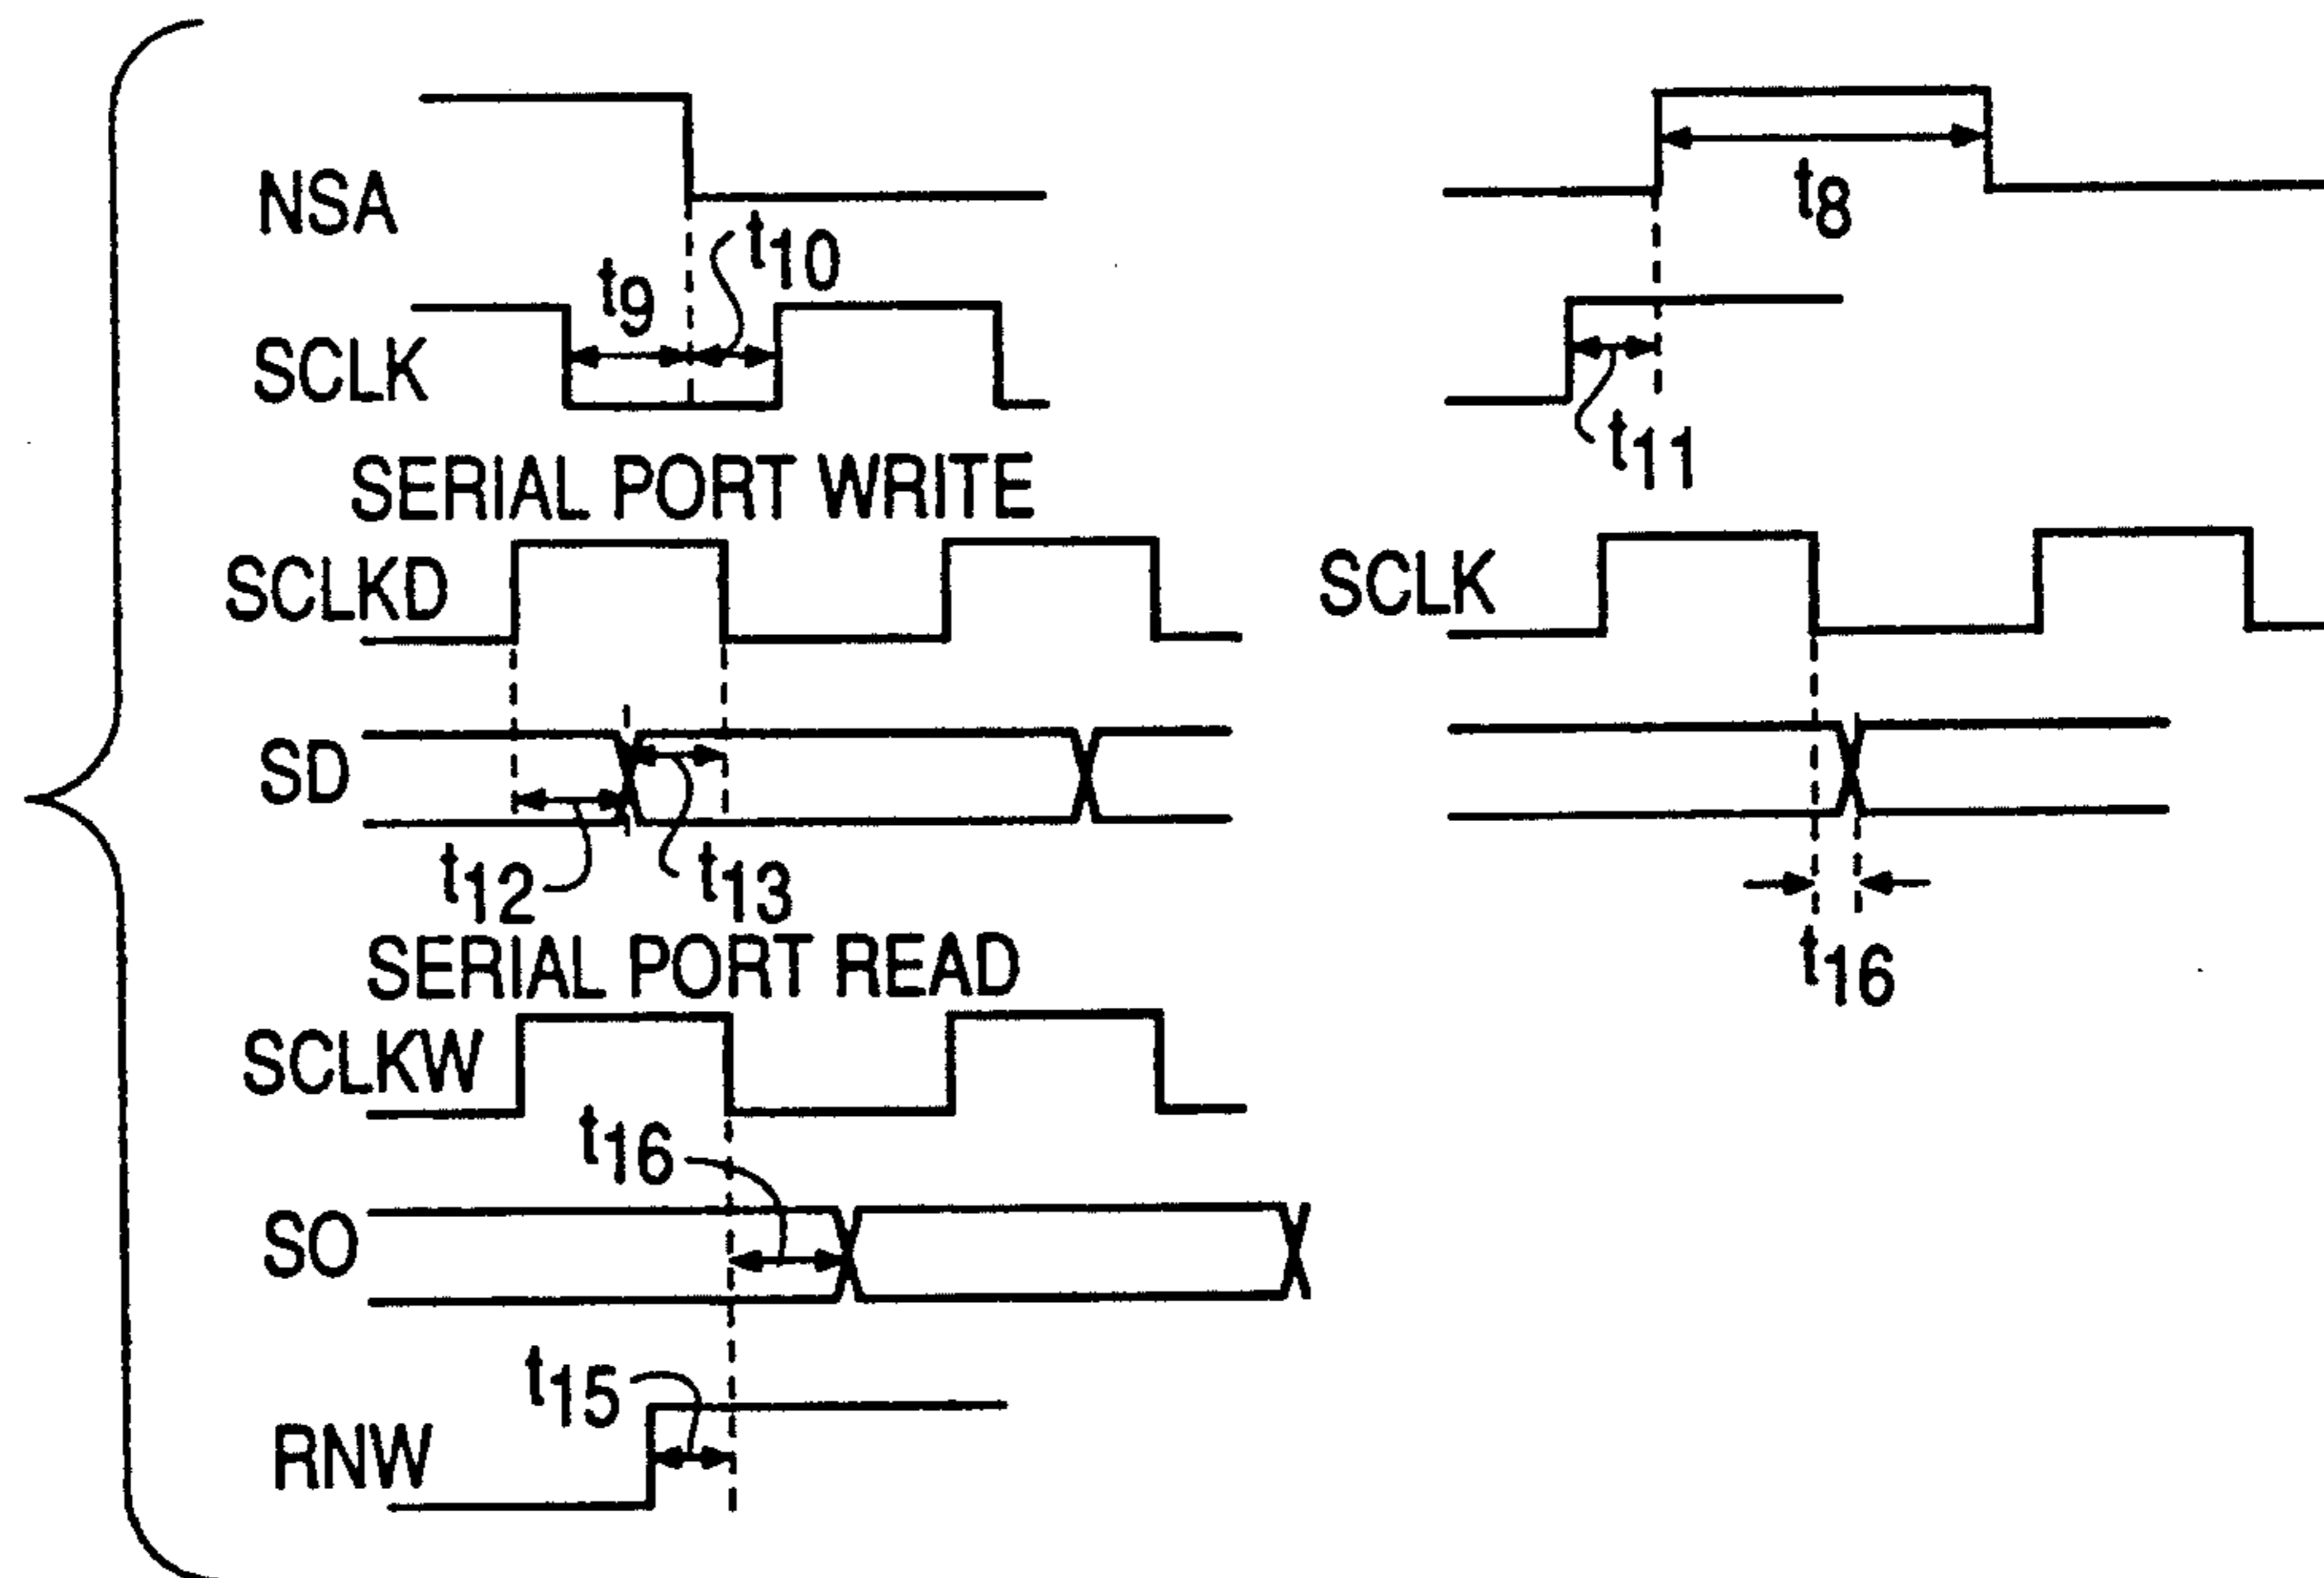 NSA
t8
t10
t9
SCLK
t11
SERIAL PORT WRITE
SCLKD
SCLK
SD
t12
t13
t16
SERIAL PORT READ
SCLKW
t16
SO
t15
RNW